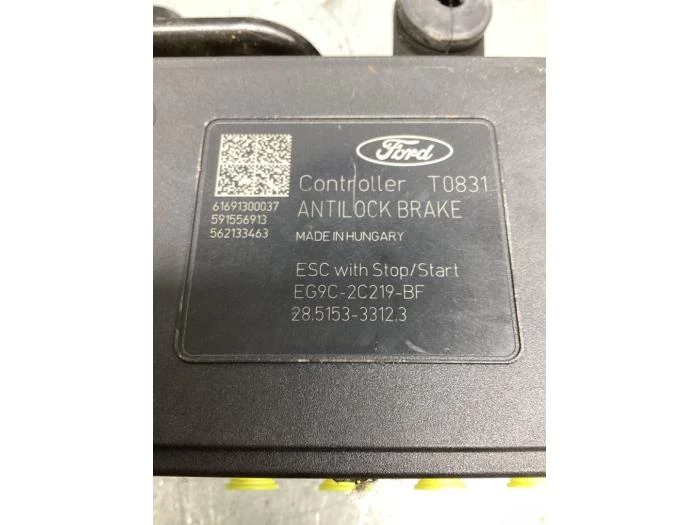 Ford
Controller T0831
ANTILOCK BRAKE
MADE IN HUNGARY
61691300037
591556913
562133463
ESC with Stop/Start
EG9C-2C219-BF
28.5153-3312.3